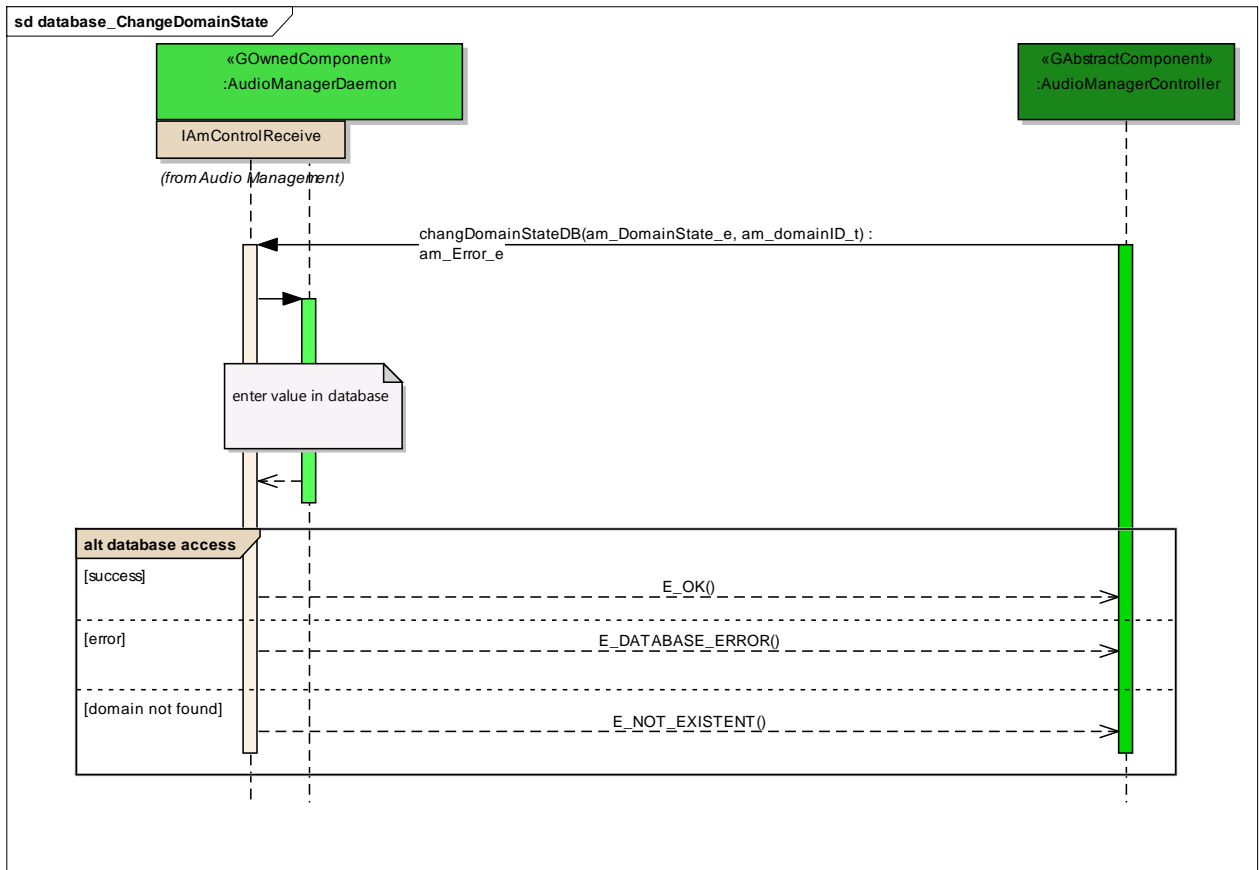 sd database_ChangeDomainState
«GOwnedComponent»
:AudioManagerDaemon
«GAbstractComponent»
:AudioManagerController
IAmControlReceive
(from Audio Management)
changDomainStateDB(am_DomainState_e, am_domainID_t) :
am_Error_e
enter value in database
alt database access
[success]
E_OK()
[error]
E_DATABASE_ERROR()
[domain not found]
E_NOT_EXISTENT()